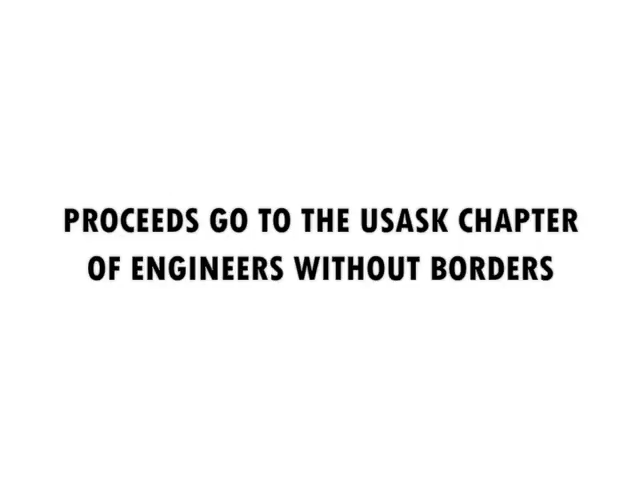 PROCEEDS GO TO THE USASK CHAPTER
OF ENGINEERS WITHOUT BORDERS